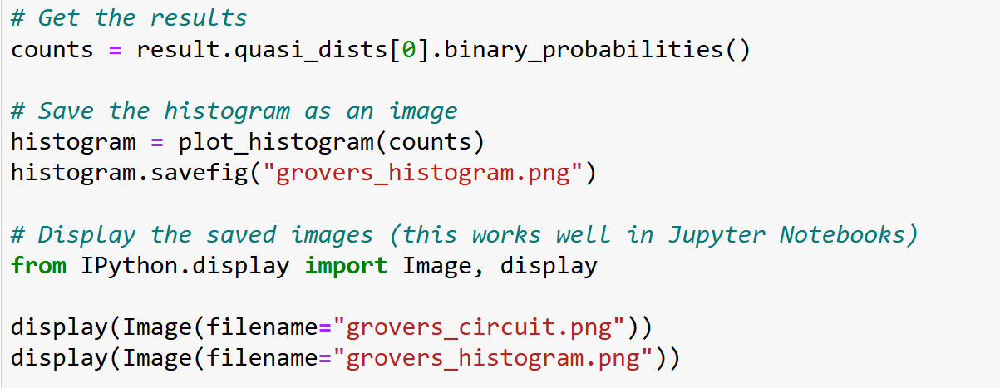 # Get the results
counts = result.quasi_dists[0].binary_probabilities()
# Save the histogram as an image
histogram = plot_histogram(counts)
histogram.savefig("grovers_histogram.png")
# Display the saved images (this works well in Jupyter Notebooks)
from IPython.display import Image, display
display(Image(filename="grovers_circuit.png"))
display(Image(filename="grovers_histogram.png"))